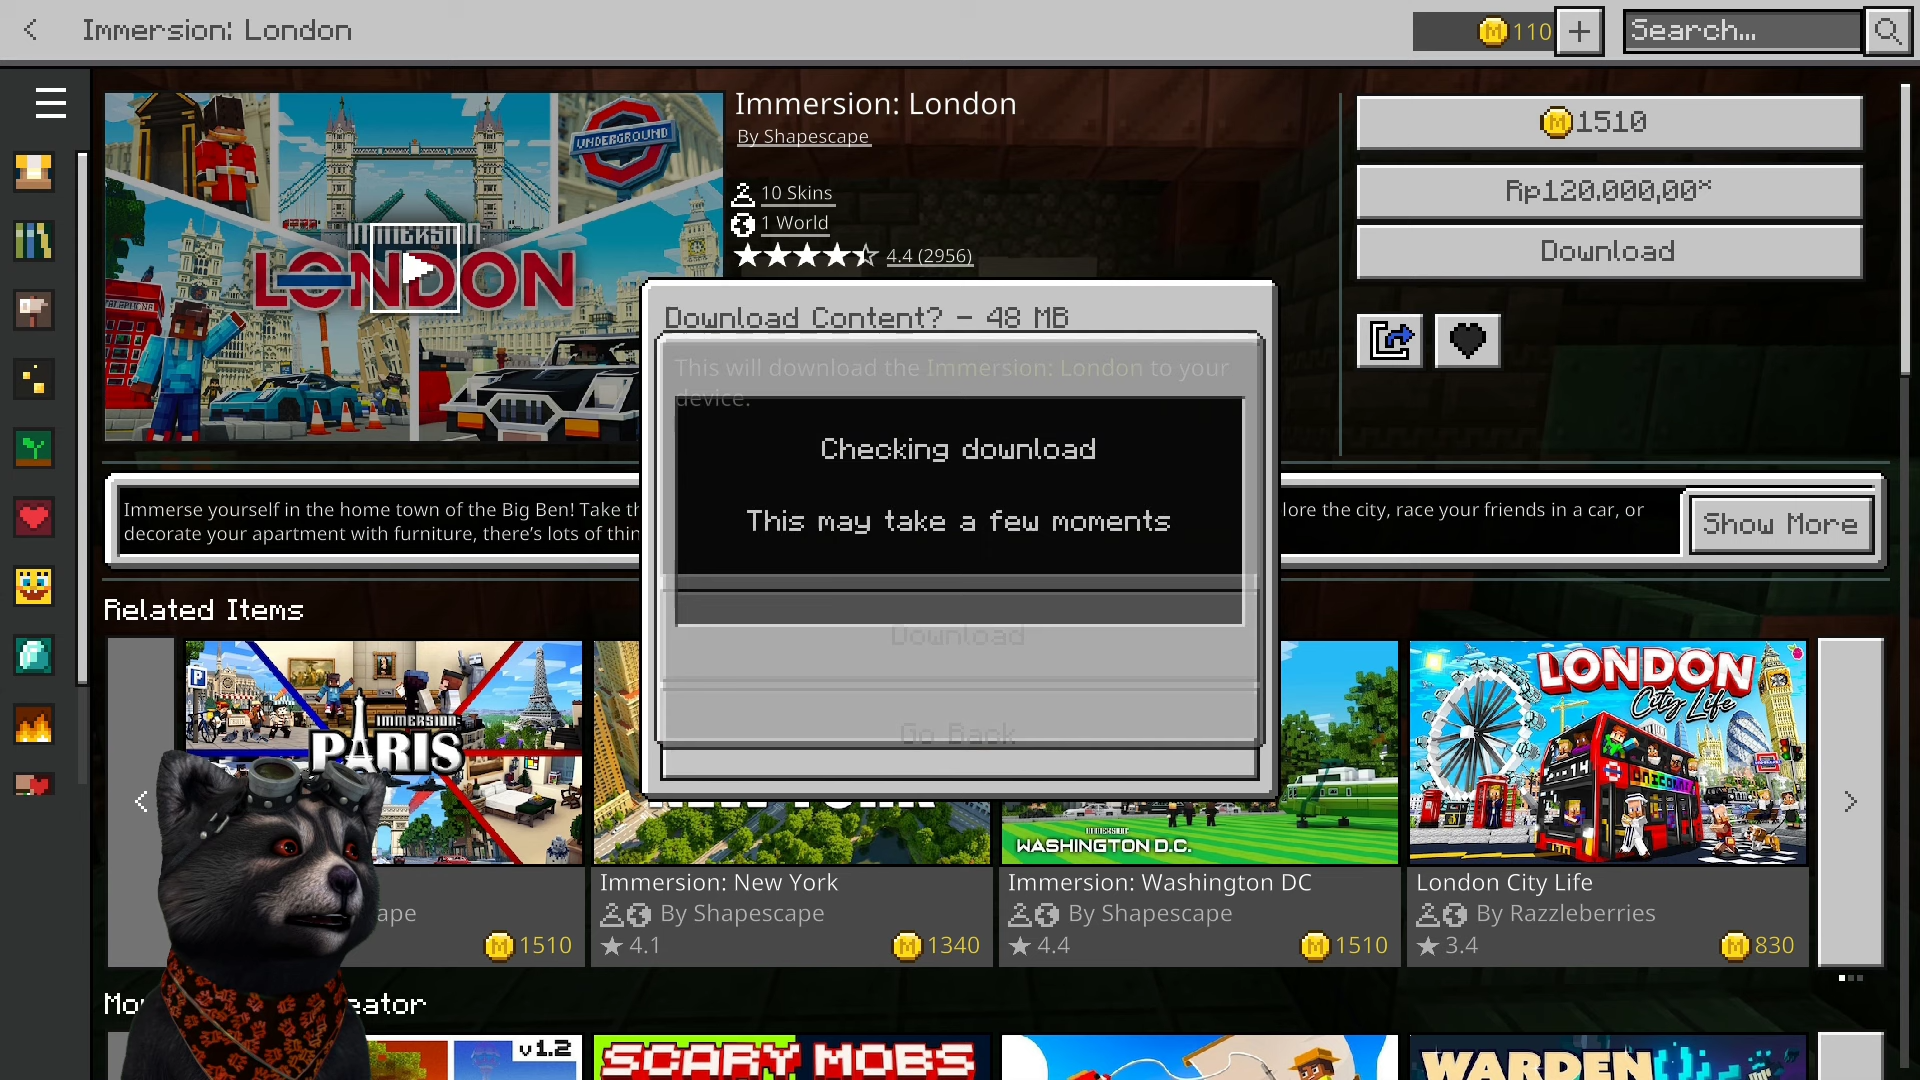 Immersion: London
110
Search...
UNDERGROUND
IMMERSION:
LONDON
Immersion: London
By Shapescape
10 Skins
1 World
4.4 (2956)
1510
Rp120.000,00*
Download
Download Content? - 48 MB
This will download the Immersion: London to your
device.
Checking download
This may take a few moments
Download
Go Back
Immerse yourself in the home town of the Big Ben! Take th
decorate your apartment with furniture, there's lots of thin
lore the city, race your friends in a car, or
Show More
Related Items
P
IMMERSION:
PARIS
IMMERSION:
WASHINGTON D.C.
LONDON
City Life
UNICORN
ape
1510
Immersion: New York
By Shapescape
4.1
1340
Immersion: Washington DC
By Shapescape
4.4
1510
London City Life
By Razzleberries
3.4
830
Mo
eator
v1.2
SCARY MOBS
WARDEN